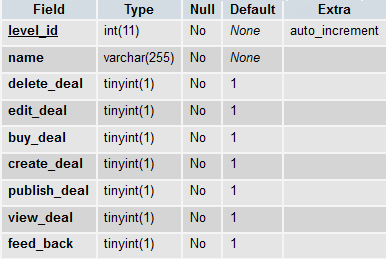 Field Type Null Default Extra
level_id int(11) No None auto_increment
name varchar(255) No None
delete_deal tinyint(1) No 1
edit_deal tinyint(1) No 1
buy_deal tinyint(1) No 1
create_deal tinyint(1) No 1
publish_deal tinyint(1) No 1
view_deal tinyint(1) No 1
feed_back tinyint(1) No 1